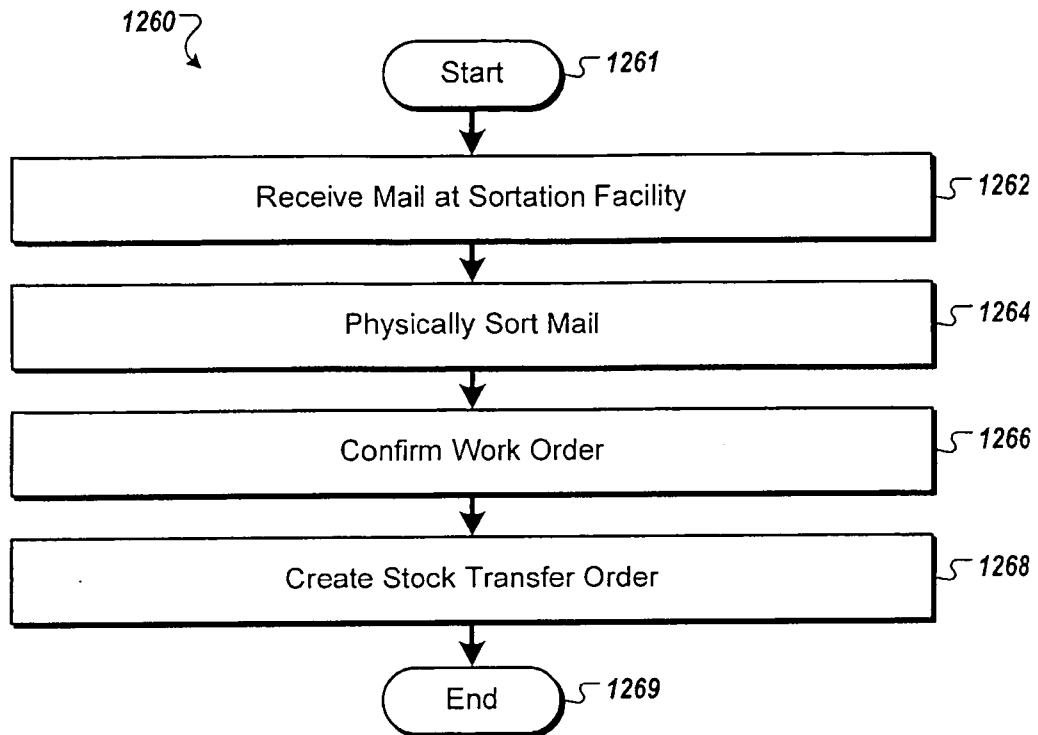 1260
Start
1261
Receive Mail at Sortation Facility
1262
Physically Sort Mail
1264
Confirm Work Order
1266
Create Stock Transfer Order
1268
End
1269